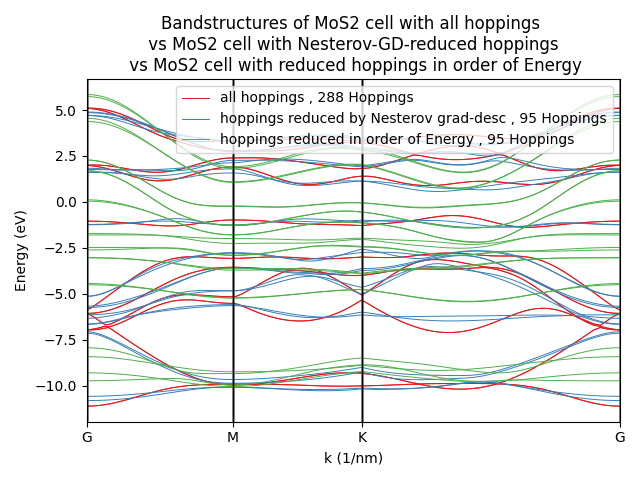 Bandstructures of MoS2 cell with all hoppings
vs MoS2 cell with Nesterov-GD-reduced hoppings
vs MoS2 cell with reduced hoppings in order of Energy
all hoppings , 288 Hoppings
hoppings reduced by Nesterov grad-desc , 95 Hoppings
hoppings reduced in order of Energy , 95 Hoppings
5.0
2.5
0.0
−2.5
−5.0
−7.5
−10.0
Energy (eV)
G M K G
k (1/nm)